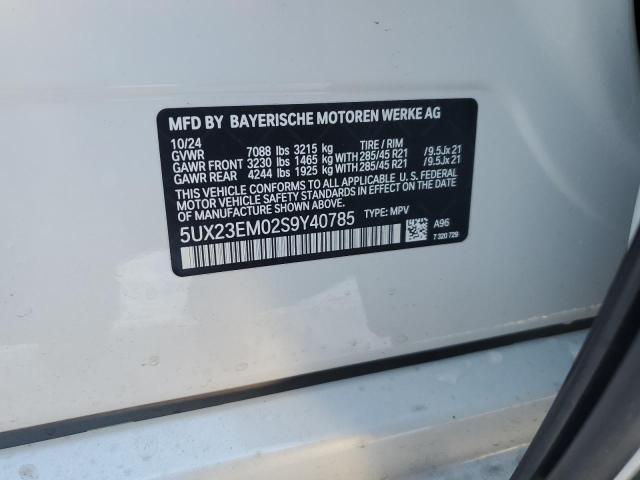 MFD BY BAYERISCHE MOTOREN WERKE AG
10/24 TIRE / RIM
GVWR 7088 lbs 3215 kg
GAWR FRONT 3230 lbs 1465 kg WITH 285/45 R21 /9.5Jx21
GAWR REAR 4244 lbs 1925 kg WITH 285/45 R21 /9.5Jx21
THIS VEHICLE CONFORMS TO ALL APPLICABLE U. S. FEDERAL
MOTOR VEHICLE SAFETY STANDARDS IN EFFECT ON THE DATE
OF MANUFACTURE SHOWN ABOVE.
5UX23EM02S9Y40785 TYPE: MPV
A96
7 320 729